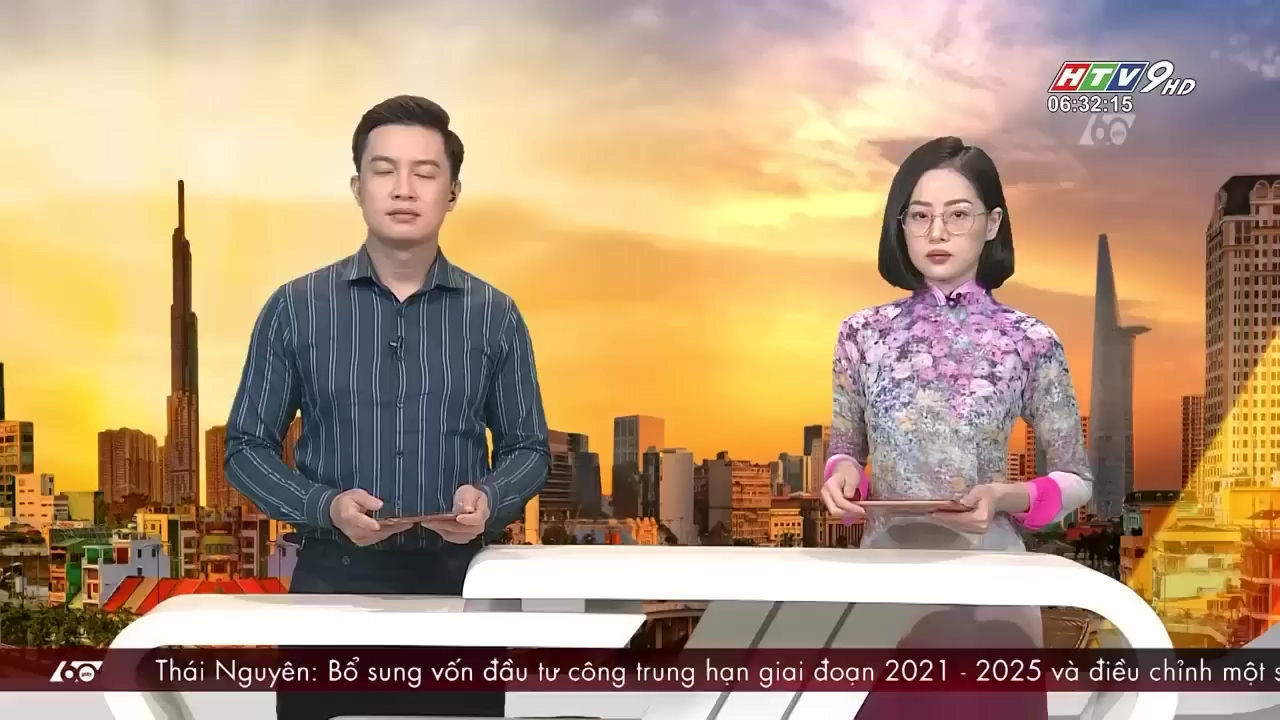 HTV9HD
06:32:15
60
60 giây Thái Nguyên: Bổ sung vốn đầu tư công trung hạn giai đoạn 2021 - 2025 và điều chỉnh một